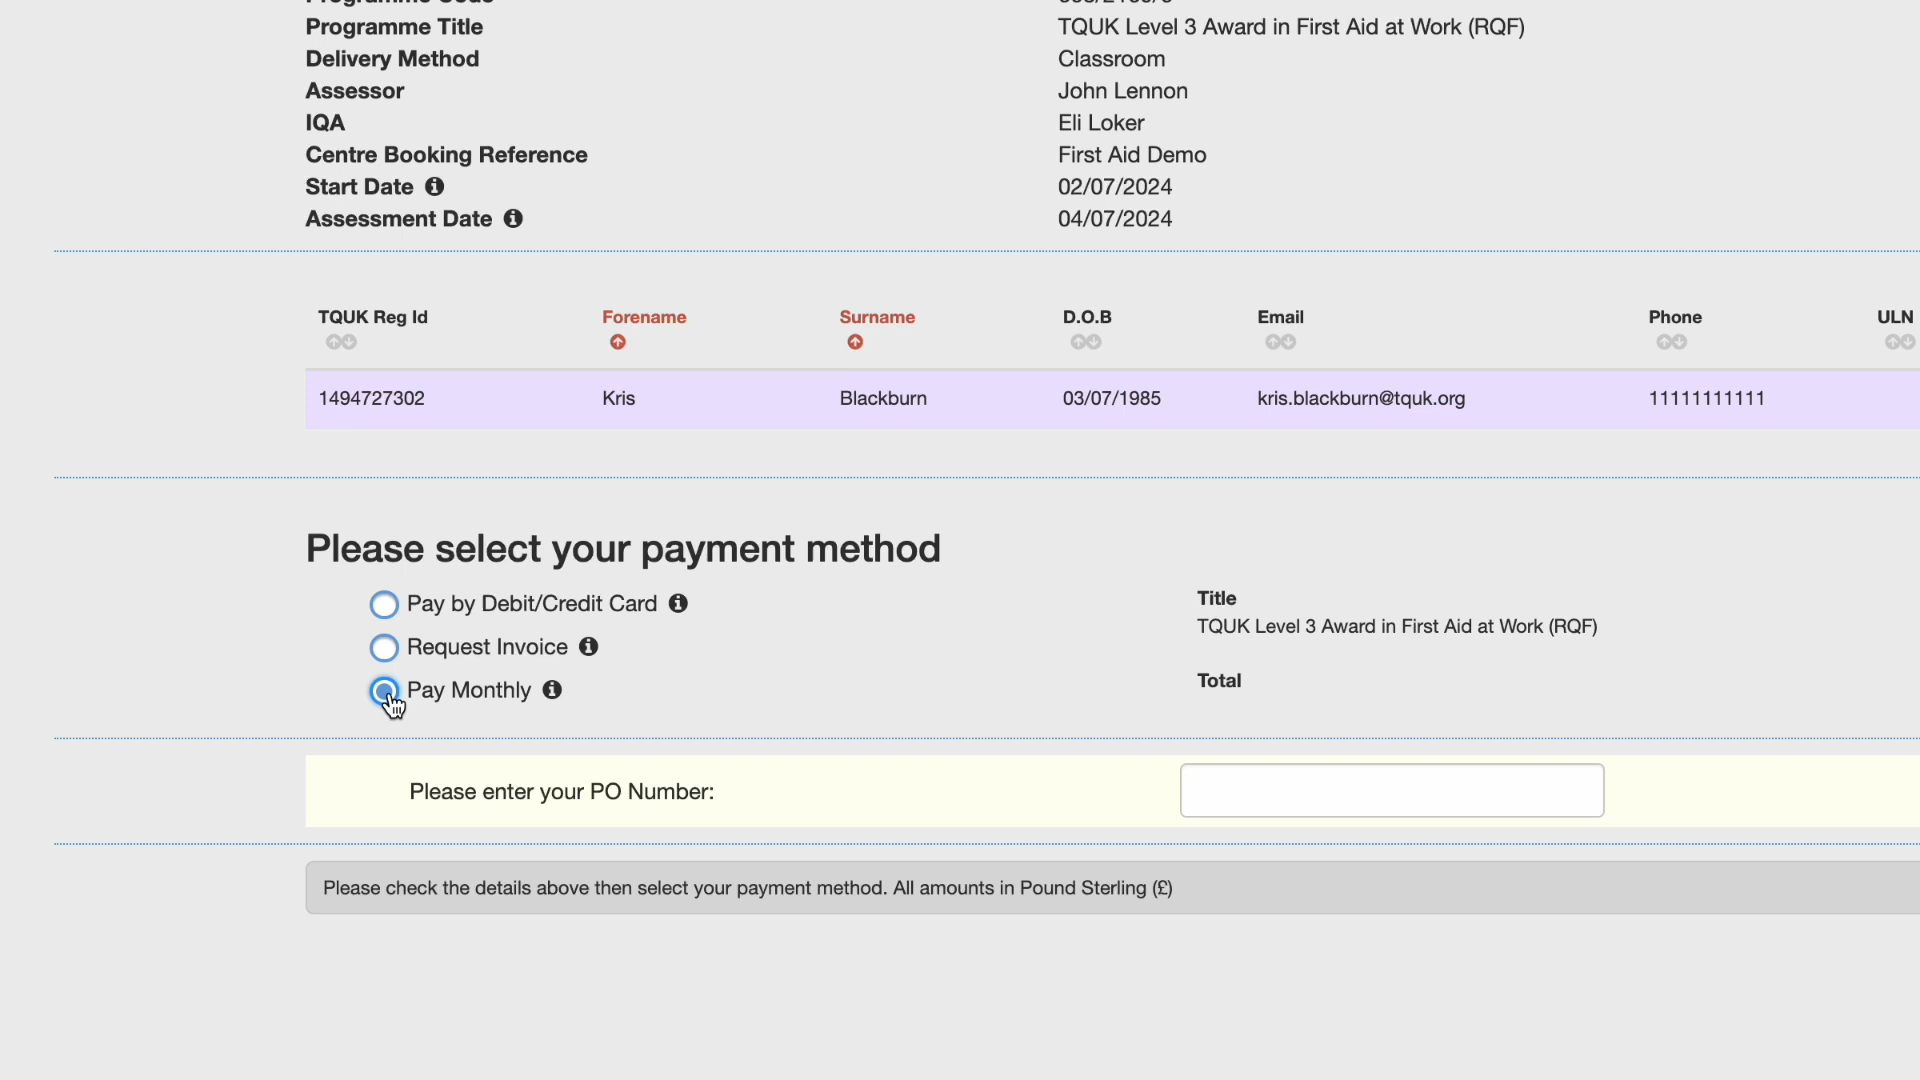 Programme Title TQUK Level 3 Award in First Aid at Work (RQF)
Delivery Method Classroom
Assessor John Lennon
IQA Eli Loker
Centre Booking Reference First Aid Demo
Start Date 02/07/2024
Assessment Date 04/07/2024
TQUK Reg Id Forename Surname D.O.B Email Phone ULN
1494727302 Kris Blackburn 03/07/1985 kris.blackburn@tquk.org 11111111111
Please select your payment method
Pay by Debit/Credit Card
Request Invoice
Pay Monthly
Title
TQUK Level 3 Award in First Aid at Work (RQF)
Total
Please enter your PO Number:
Please check the details above then select your payment method. All amounts in Pound Sterling (£)